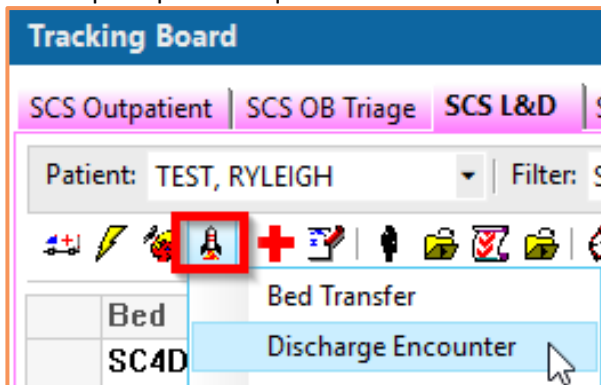 Tracking Board
SCS Outpatient SCS OB Triage SCS L&D
Patient: TEST, RYLEIGH Filter:
Bed Transfer
Bed
Discharge Encounter
SC4D